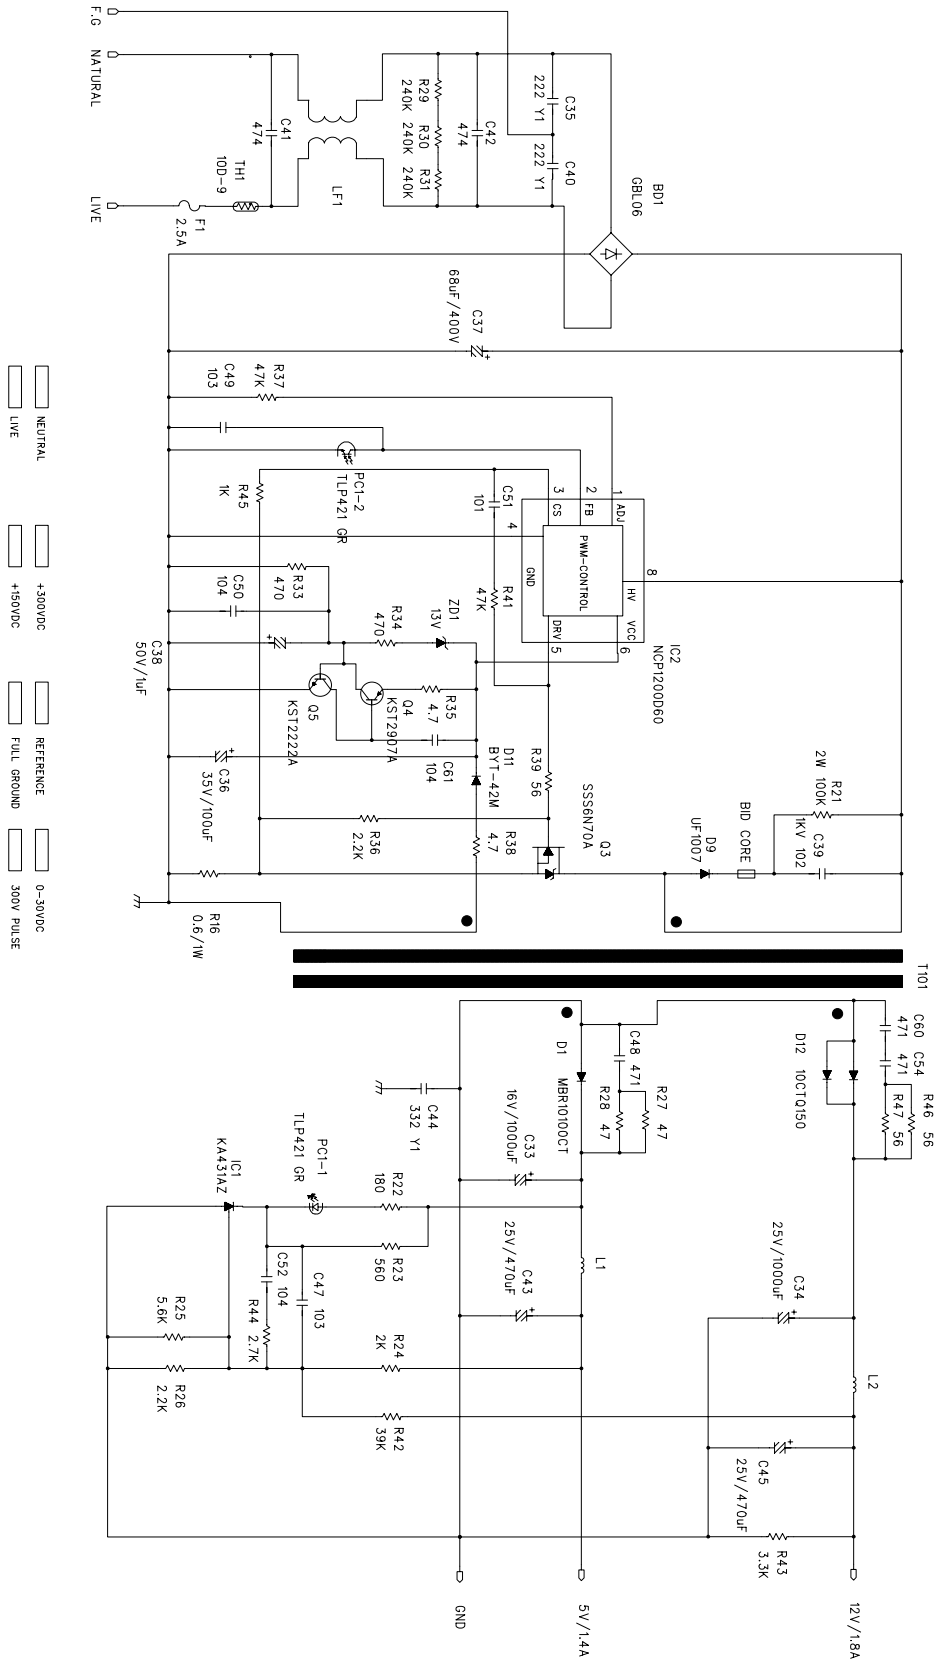 F.G
NATURAL
LIVE
F1
2.5A
TH1
10D-9
C41
474
LF1
R29
240K
R30
240K
R31
240K
C42
474
C35
222 Y1
C40
222 Y1
BD1
GBL06
C37
68uF/400V
R37
47K
C49
103
PC1-2
TLP421 GR
R45
1K
C51
101
R41
47K
1
2
3
4
5
6
8
ADJ
FB
CS
GND
DRV
VCC
HV
PWM-CONTROL
IC2
NCP1200D60
R33
470
C50
104
C38
50V/1uF
R34
470
ZD1
13V
R35
4.7
Q4
KST2907A
Q5
KST2222A
C61
104
C36
35V/100uF
D11
BYT-42M
R39 56
R38
4.7
R36
2.2K
R16
0.6/1W
Q3
SSS6N70A
R21
2W 100K
C39
1KV 102
BID CORE
D9
UF1007
T101
C60
471
C54
471
R46
56
R47
56
D12 10CTQ150
C48 471
R27
47
R28
47
D1 MBR10100CT
C44
332 Y1
C33
16V/1000uF
C43
25V/470uF
L1
PC1-1
TLP421 GR
IC1
KA431AZ
R22
180
R23
560
C52 104
C47 103
R44 2.7K
R24
2K
R25
5.6K
R26
2.2K
R42
39K
C34
25V/1000uF
L2
C45
25V/470uF
R43
3.3K
12V/1.8A
5V/1.4A
GND
NEUTRAL
LIVE
+300VDC
+150VDC
REFERENCE
FULL GROUND
0-30VDC
300V PULSE